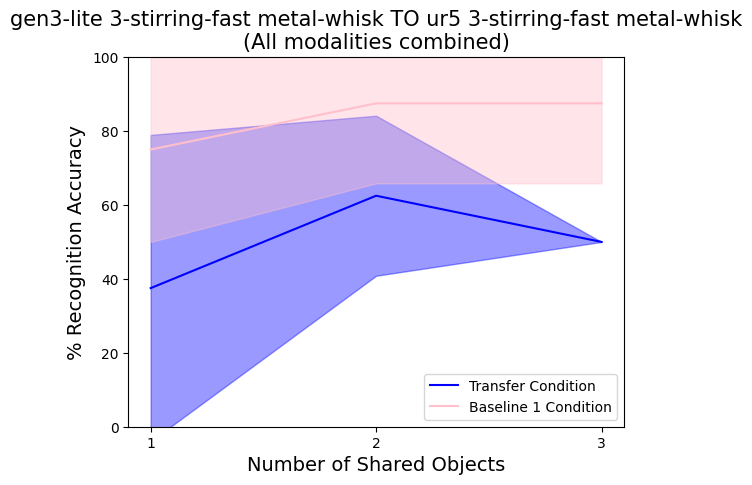 gen3-lite 3-stirring-fast metal-whisk TO ur5 3-stirring-fast metal-whisk
(All modalities combined)
100
80
60
40
20
0
% Recognition Accuracy
1
2
3
Number of Shared Objects
Transfer Condition
Baseline 1 Condition